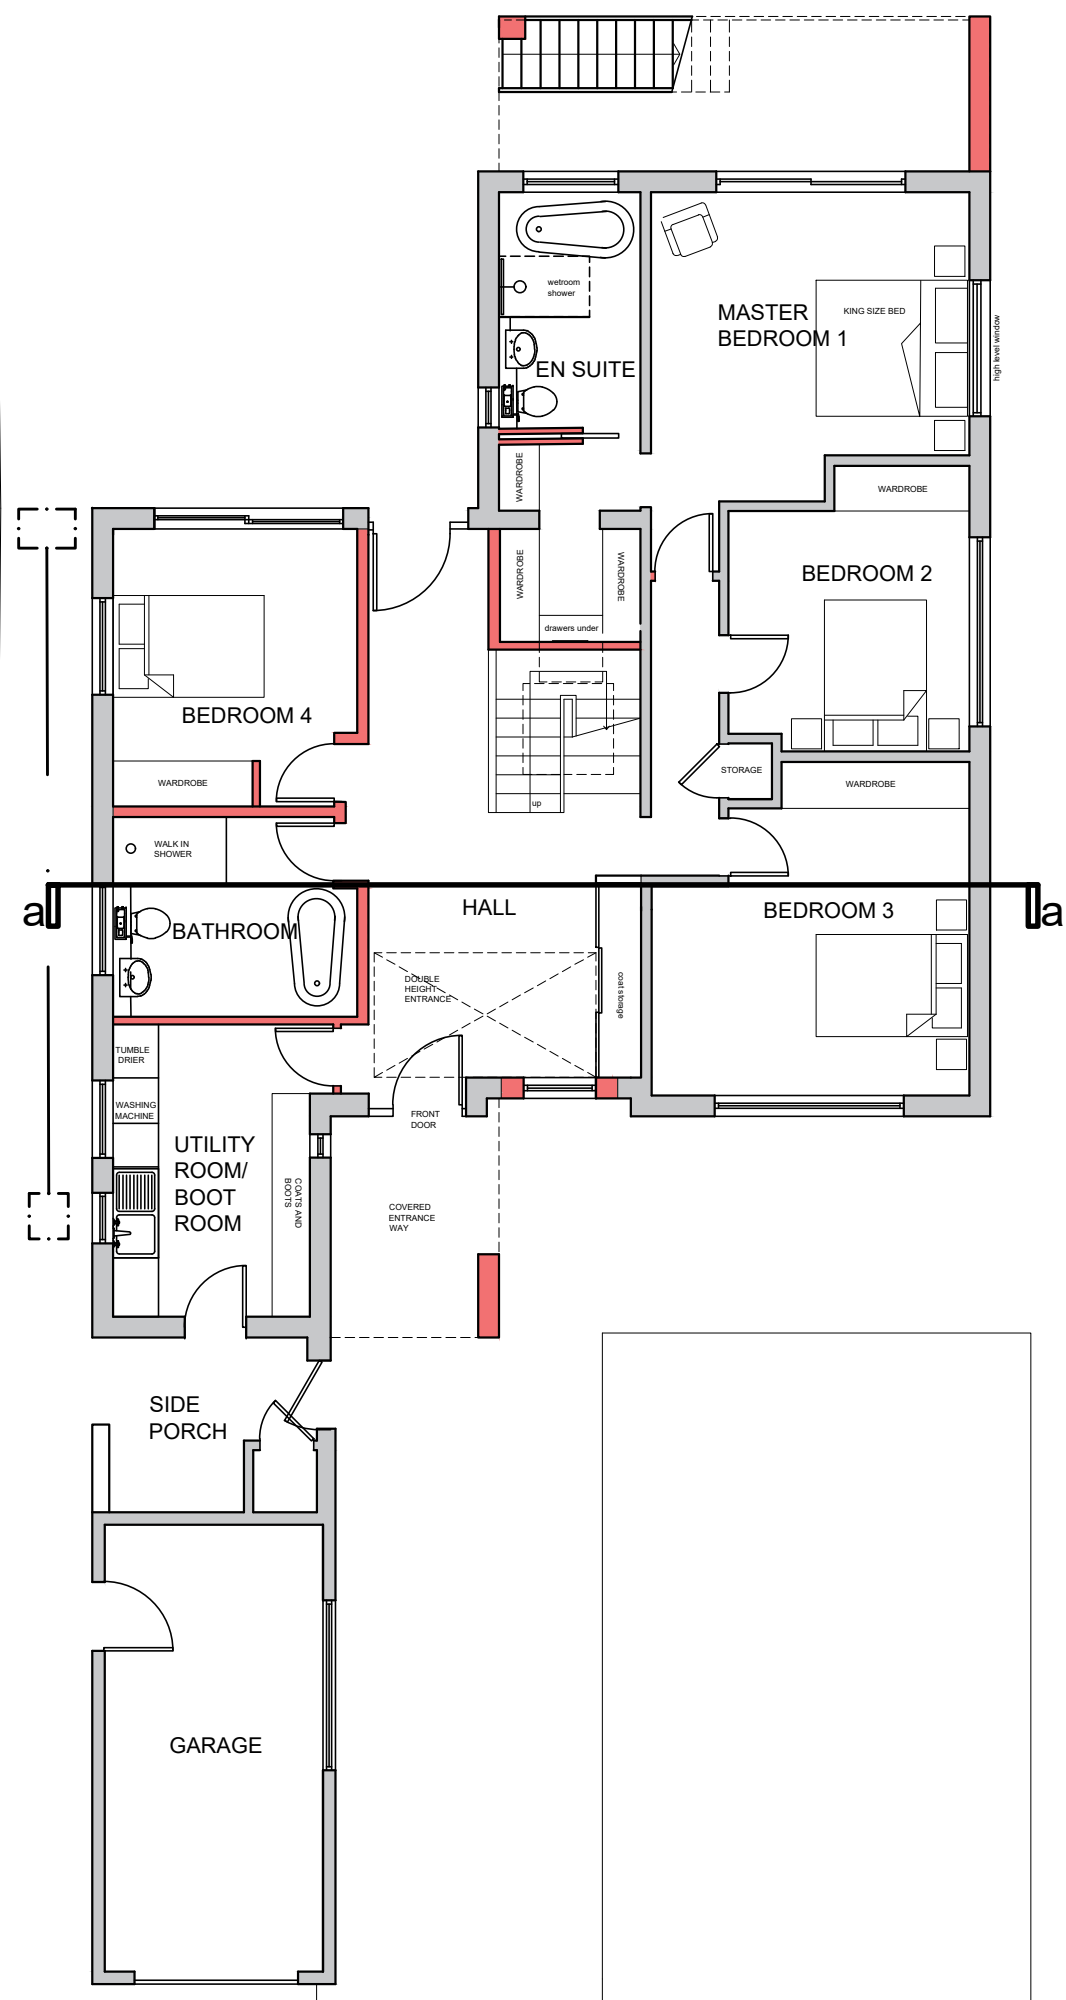 wetroom
shower
MASTER
BEDROOM 1
KING SIZE BED
high level window
EN SUITE
WARDROBE
WARDROBE
WARDROBE
WARDROBE
drawers under
BEDROOM 2
BEDROOM 4
WARDROBE
STORAGE
WARDROBE
up
WALK IN
SHOWER
a
a
HALL
BEDROOM 3
BATHROOM
DOUBLE
HEIGHT
ENTRANCE
coat storage
TUMBLE
DRIER
WASHING
MACHINE
FRONT
DOOR
UTILITY
ROOM/
BOOT
ROOM
COATS AND
BOOTS
COVERED
ENTRANCE
WAY
SIDE
PORCH
GARAGE